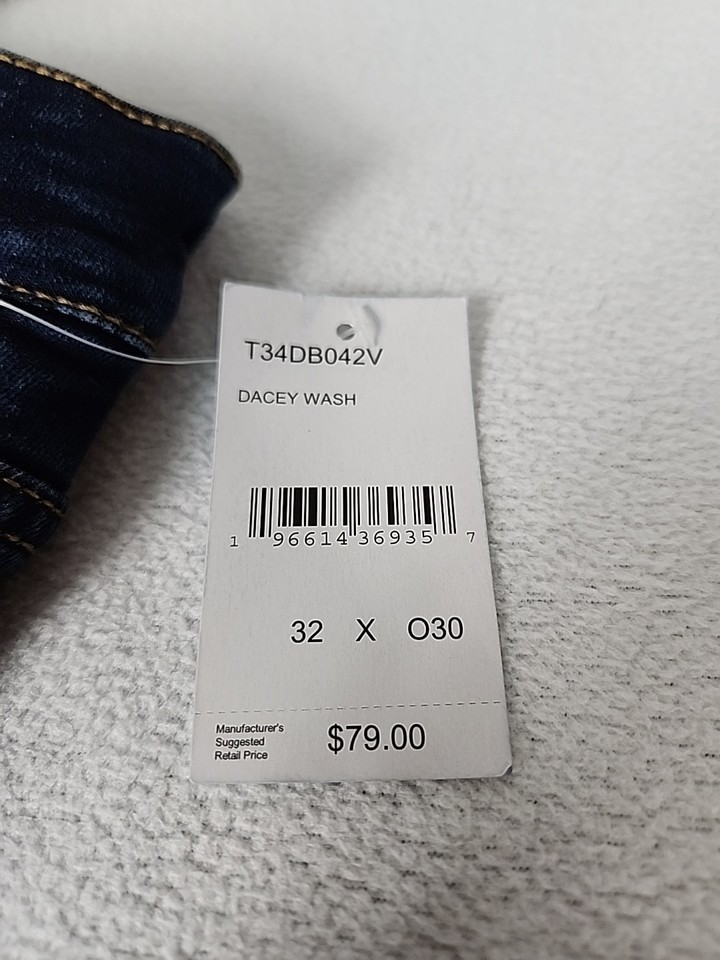 T34DB042V
DACEY WASH
1 96614 36935 7
32 X O30
Manufacturer's
Suggested
Retail Price
$79.00